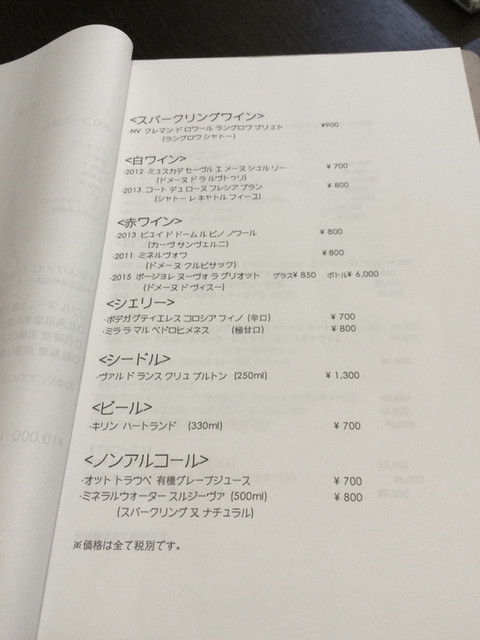 <スパークリングワイン>
・NV クレマン ド ロワール ラングロワ ブリュト ¥900
(ラングロワ シャトー)
<白ワイン>
・2012 ミュスカデ セーヴル エ メーヌ シュル リー ¥ 700
(ドメーヌ ド ラ ルヴトゥリ)
・2013 コート デュ ローヌ フレシア ブラン ¥ 800
(シャトー レ キャトル フィーユ)
<赤ワイン>
・2013 ピュイ ド ドーム ル ピノ ノワール ¥ 800
(カーヴ サンヴェルニ)
・2011 ミネルヴォワ ¥ 800
(ドメーヌ クルビサック)
・2015 ボージョレ ヌーヴォ ラ グリオット グラス¥ 850 ボトル¥ 6,000
(ドメーヌ ド ヴィスー)
<シェリー>
・ボデガ グティエレス コロシア フィノ (辛口) ¥ 700
・ミララ マル ペドロヒメネス (極甘口) ¥ 800
<シードル>
・ヴァル ド ランス クリュ ブルトン (250ml) ¥ 1,300
<ビール>
・キリン ハートランド (330ml) ¥ 700
<ノンアルコール>
・オット トラウベ 有機グレープジュース ¥ 700
・ミネラルウォーター スルジーヴァ (500ml) ¥ 800
(スパークリング 又 ナチュラル)
※価格は全て税別です。